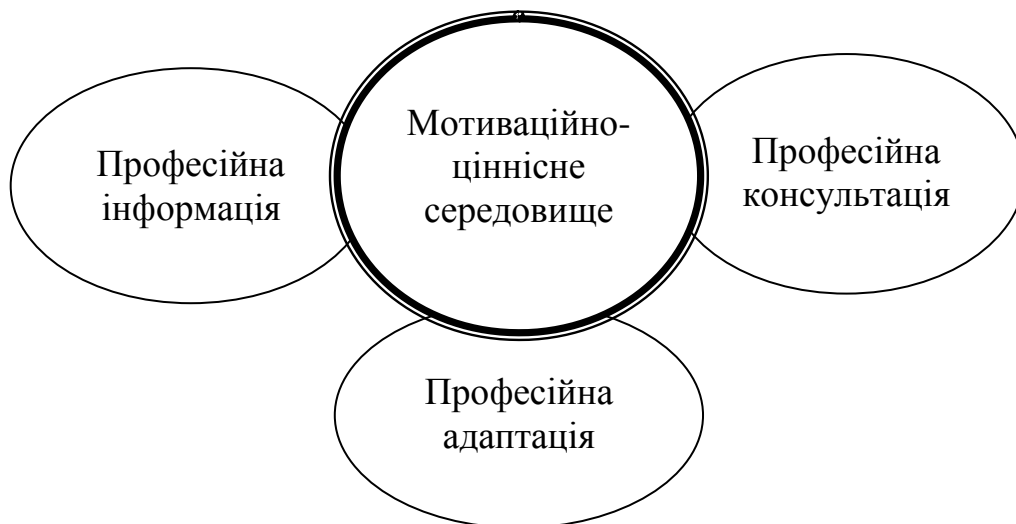 Професійна
інформація
Мотиваційно-
ціннісне
середовище
Професійна
консультація
Професійна
адаптація